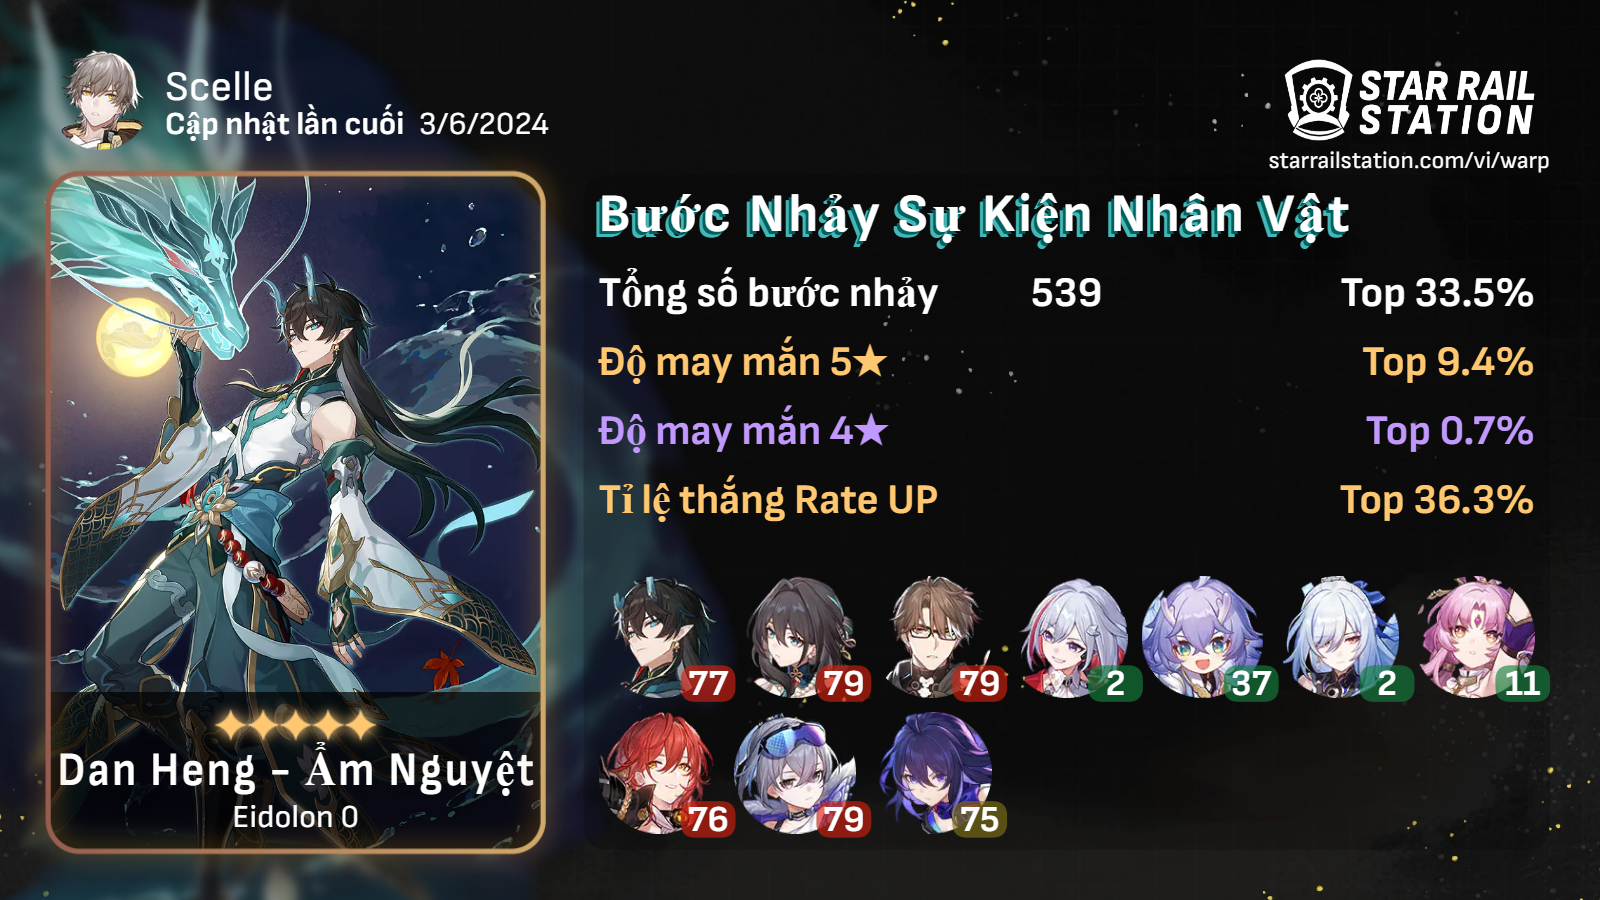 Scelle
Cập nhật lần cuối 3/6/2024
STAR RAIL
STATION
starrailstation.com/vi/warp
Bước Nhảy Sự Kiện Nhân Vật
Tổng số bước nhảy 539 Top 33.5%
Độ may mắn 5★ Top 9.4%
Độ may mắn 4★ Top 0.7%
Tỉ lệ thắng Rate UP Top 36.3%
77 79 79 2 37 2 11
76 79 75
Dan Heng - Ẩm Nguyệt
Eidolon 0